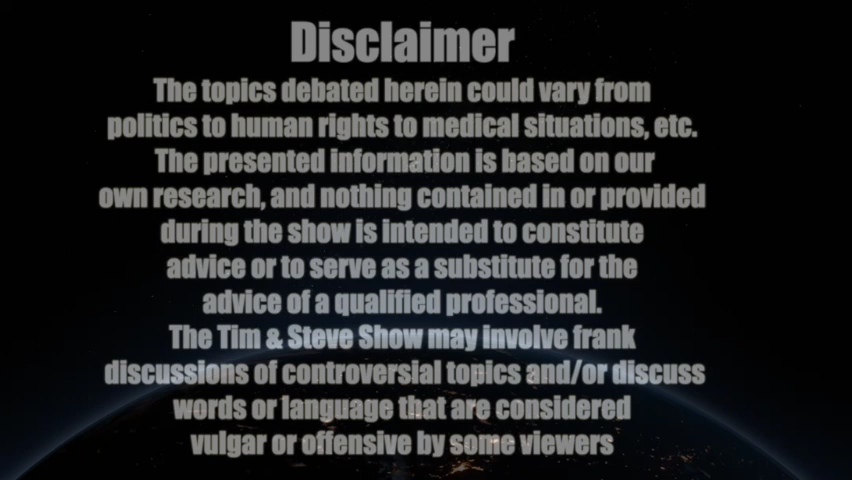 Disclaimer
The topics debated herein could vary from
politics to human rights to medical situations, etc.
The presented information is based on our
own research, and nothing contained in or provided
during the show is intended to constitute
advice or to serve as a substitute for the
advice of a qualified professional.
The Tim & Steve Show may involve frank
discussions of controversial topics and/or discuss
words or language that are considered
vulgar or offensive by some viewers